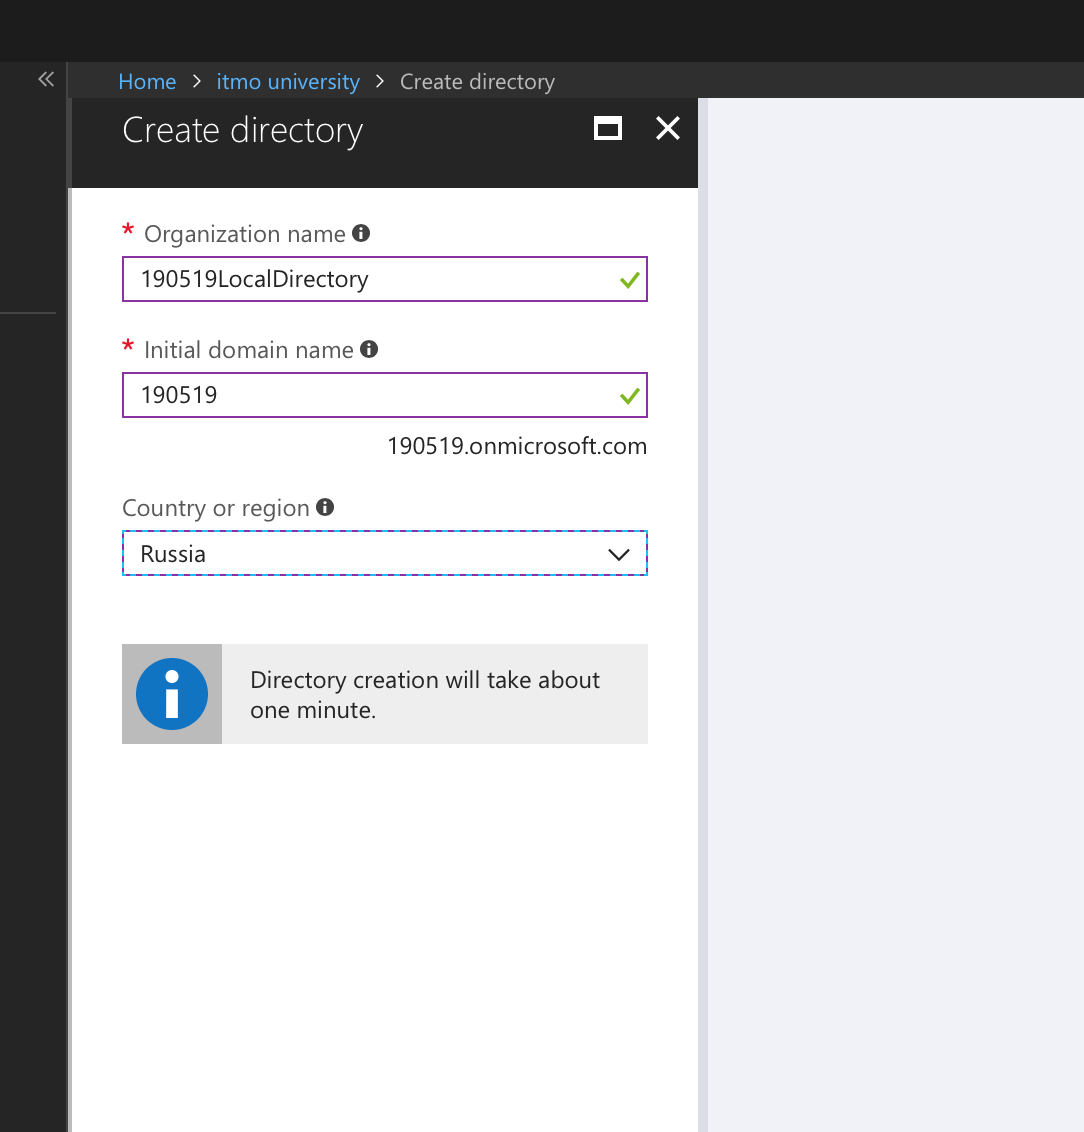 Home > itmo university > Create directory
Create directory
* Organization name
190519LocalDirectory
* Initial domain name
190519
190519.onmicrosoft.com
Country or region
Russia
Directory creation will take about
one minute.